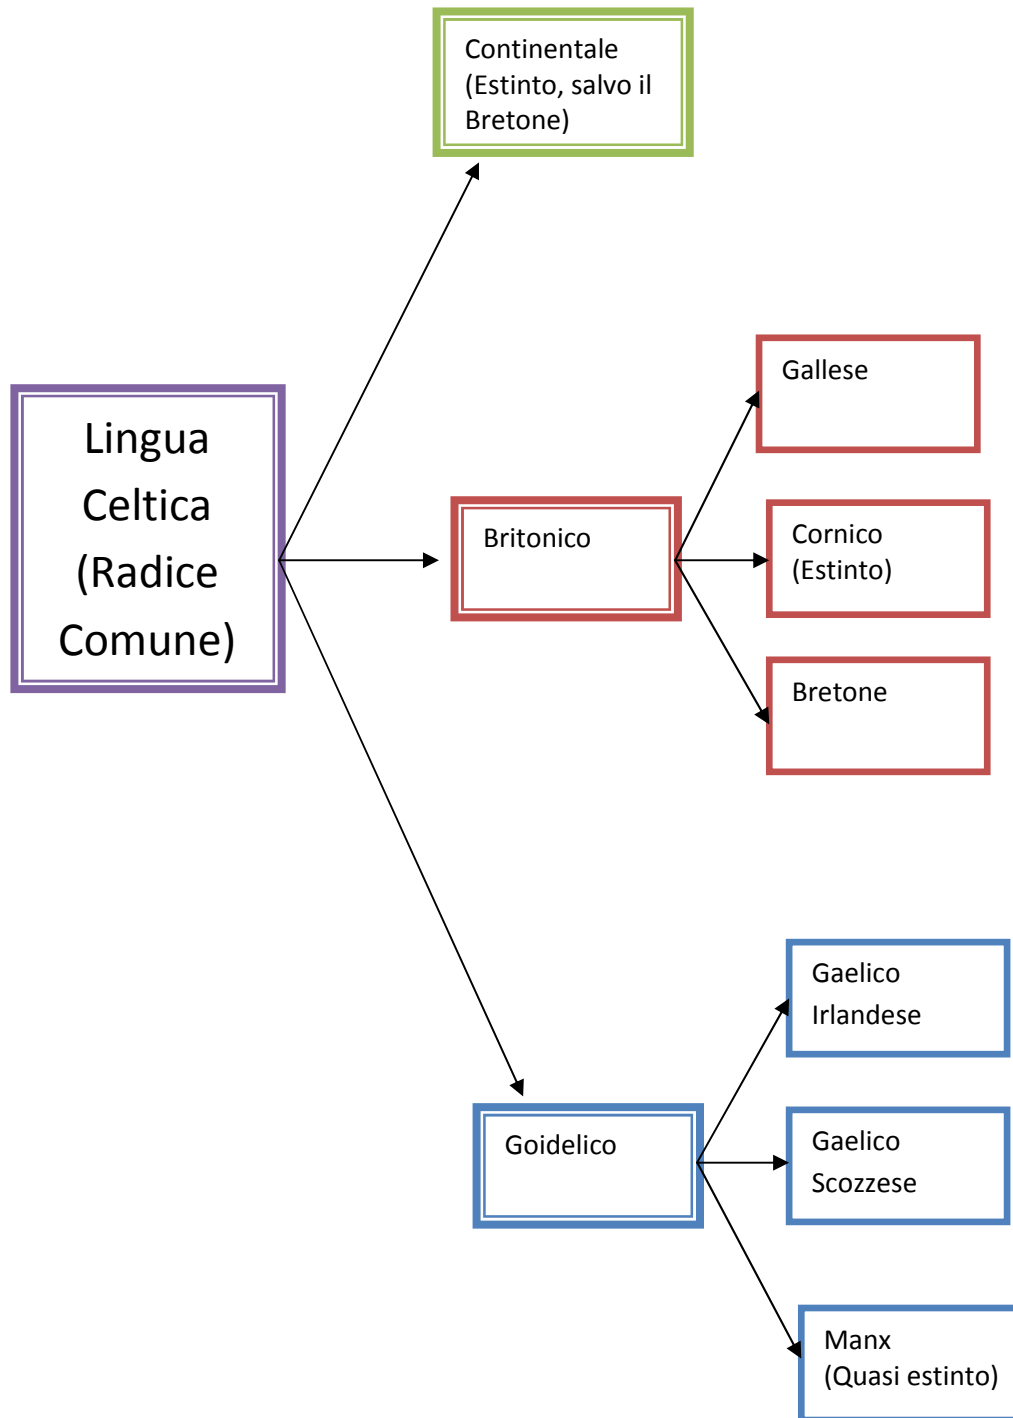 Continentale
(Estinto, salvo il
Bretone)
Lingua
Celtica
(Radice
Comune)
Britonico
Gallese
Cornico
(Estinto)
Bretone
Goidelico
Gaelico
Irlandese
Gaelico
Scozzese
Manx
(Quasi estinto)